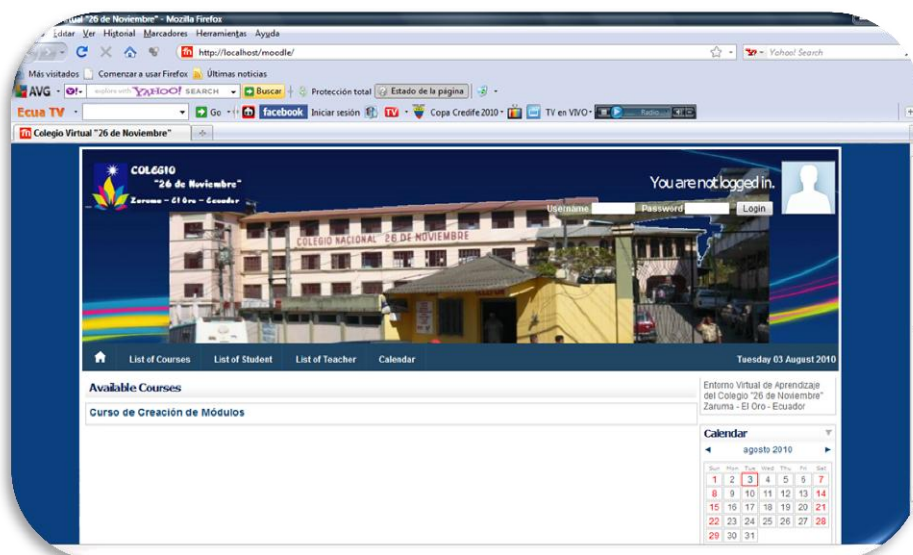 Virtual "26 de Noviembre" - Mozilla Firefox
Editar Ver Historial Marcadores Herramientas Ayuda
http://localhost/moodle/
Yahoo! Search
Más visitados Comenzar a usar Firefox Últimas noticias
AVG YAHOO! SEARCH Buscar Protección total Estado de la página
Ecua TV Go facebook Iniciar sesión Copa Credife 2010 TV en VIVO Radio
Colegio Virtual "26 de Noviembre"
COLEGIO
"26 de Noviembre"
Zaruma - El Oro - Ecuador
You are not logged in.
Username Password Login
COLEGIO NACIONAL 26 DE NOVIEMBRE
List of Courses List of Student List of Teacher Calendar Tuesday 03 August 2010
Available Courses
Curso de Creación de Módulos
Entorno Virtual de Aprendizaje
del Colegio "26 de Noviembre"
Zaruma - El Oro - Ecuador
Calendar
agosto 2010
Sun Mon Tue Wed Thu Fri Sat
1 2 3 4 5 6 7
8 9 10 11 12 13 14
15 16 17 18 19 20 21
22 23 24 25 26 27 28
29 30 31